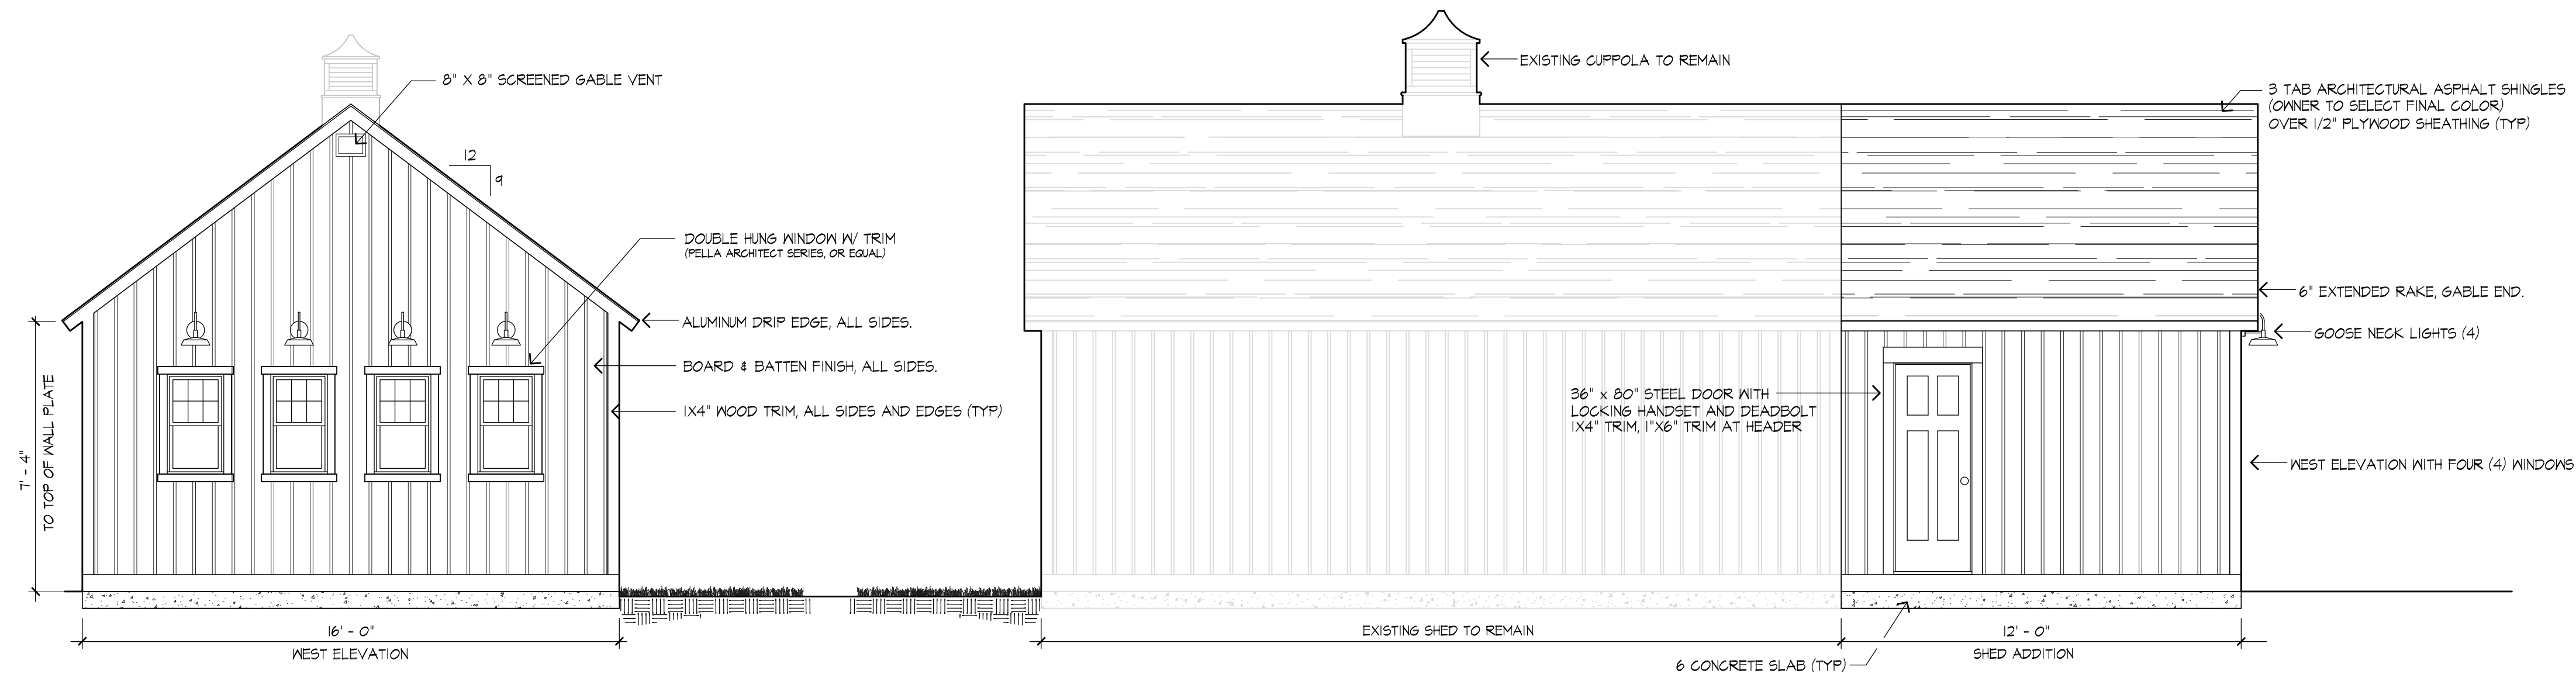 8" X 8" SCREENED GABLE VENT
12
9
DOUBLE HUNG WINDOW W/ TRIM
(PELLA ARCHITECT SERIES, OR EQUAL)
ALUMINUM DRIP EDGE, ALL SIDES.
BOARD & BATTEN FINISH, ALL SIDES.
1X4" WOOD TRIM, ALL SIDES AND EDGES (TYP)
7' - 4"
TO TOP OF WALL PLATE
16' - 0"
WEST ELEVATION
EXISTING CUPPOLA TO REMAIN
3 TAB ARCHITECTURAL ASPHALT SHINGLES
(OWNER TO SELECT FINAL COLOR)
OVER 1/2" PLYWOOD SHEATHING (TYP)
6" EXTENDED RAKE, GABLE END.
GOOSE NECK LIGHTS (4)
36" x 80" STEEL DOOR WITH
LOCKING HANDSET AND DEADBOLT
1X4" TRIM, 1"X6" TRIM AT HEADER
WEST ELEVATION WITH FOUR (4) WINDOWS
EXISTING SHED TO REMAIN
12' - 0"
SHED ADDITION
6 CONCRETE SLAB (TYP)